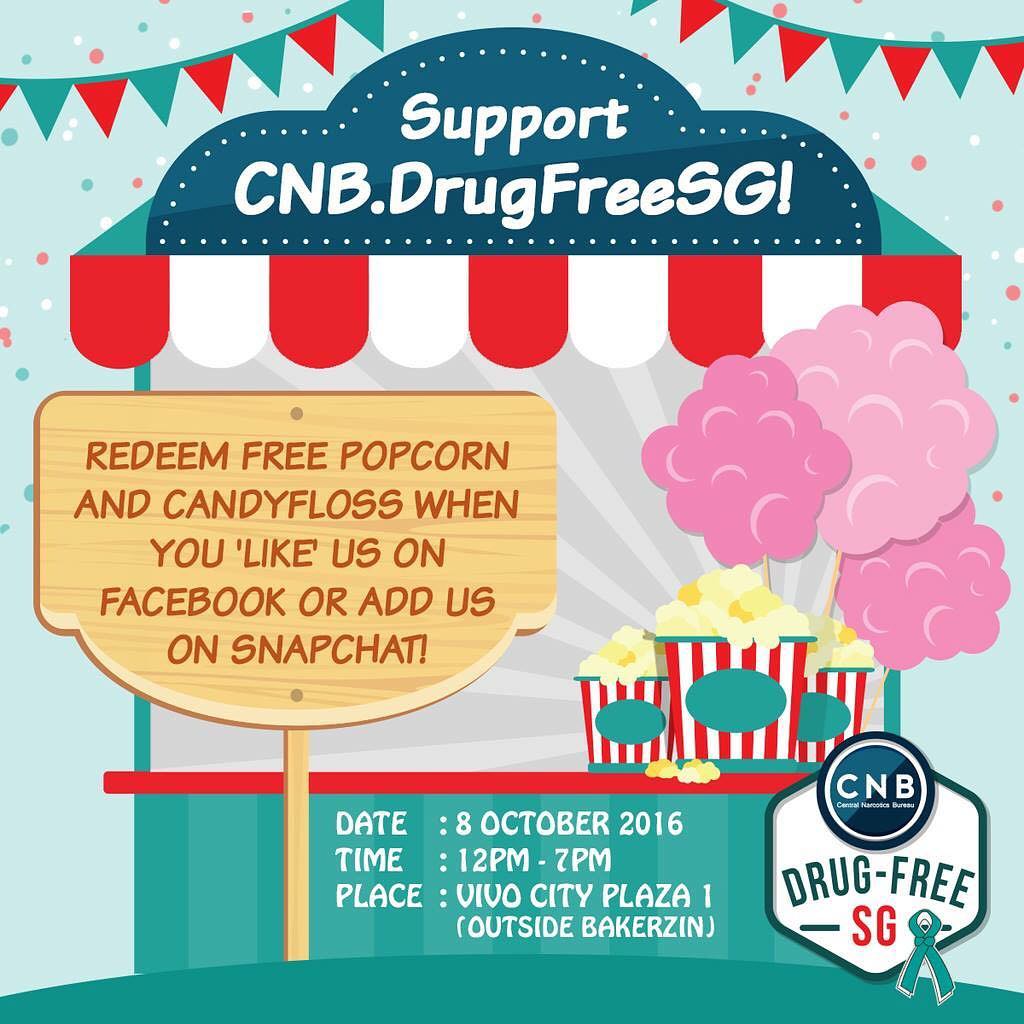 Support
CNB.DrugFreeSG!
REDEEM FREE POPCORN
AND CANDYFLOSS WHEN
YOU 'LIKE' US ON
FACEBOOK OR ADD US
ON SNAPCHAT!
DATE : 8 OCTOBER 2016
TIME : 12PM - 7PM
PLACE : VIVO CITY PLAZA 1
(OUTSIDE BAKERZIN)
CNB
Central Narcotics Bureau
DRUG-FREE
SG